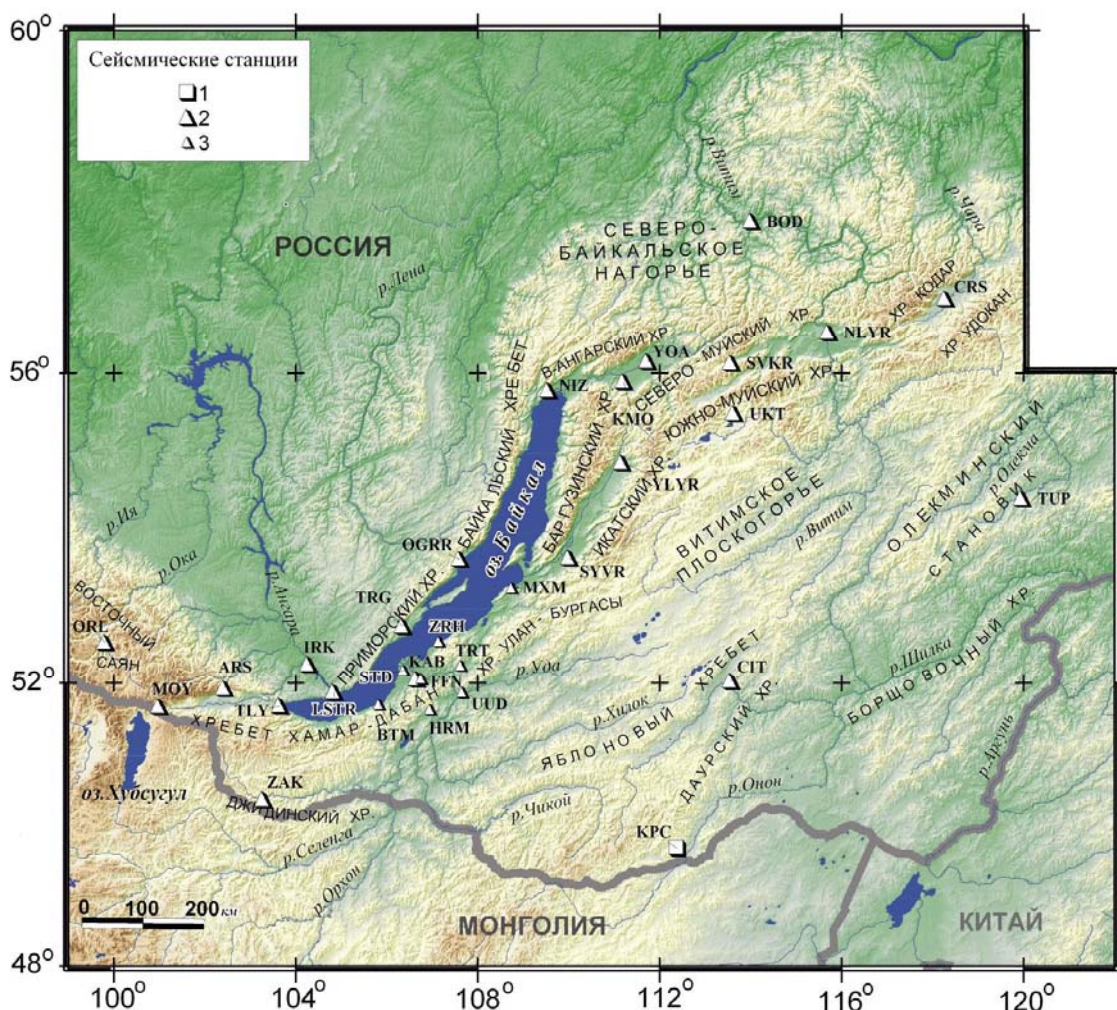 60°
Сейсмические станции
1
2
3
РОССИЯ
р.Лена
р.Витим
BOD
р.Чара
СЕВЕРО-
БАЙКАЛЬСКОЕ
НАГОРЬЕ
CRS
ХР. КОДАР
ХР. УДОКАН
NLYR
СЕВЕРО-МУЙСКИЙ ХР.
YOA
SVKR
В-АНГАРСКИЙ ХР.
56°
NIZ
KMO
ЮЖНО-МУЙСКИЙ ХР.
UKT
БАЙКАЛЬСКИЙ ХРЕБЕТ
оз. Байкал
БАРГУЗИНСКИЙ ХР.
YLYR
ИКАТСКИЙ ХР.
ВИТИМСКОЕ
ПЛОСКОГОРЬЕ
р.Витим
ОЛЕКМИНСКИЙ
СТАНОВИК
р.Олекма
TUP
р.Ия
р.Ока
р.Ангара
OGRR
SYVR
MXM
TRG
ПРИМОРСКИЙ ХР.
ZRH
ХР. УЛАН-БУРГАСЫ
ВОСТОЧНЫЙ
САЯН
ORL
ARS
IRK
KAB
TRT
STD
FFN
р.Уда
CIT
р.Шилка
БОРЩОВОЧНЫЙ ХР.
52°
MOY
TLY
LSTR
UUD
ХРЕБЕТ ХАМАР-ДАБАН
BTM
HRM
р.Хилок
ЯБЛОНОВЫЙ ХРЕБЕТ
ДАУРСКИЙ ХР.
р.Аргунь
оз.Хубсугул
ZAK
ДЖИДИНСКИЙ ХР.
р.Чикой
р.Онон
KPC
р.Селенга
р.Орхон
0 100 200 км
МОНГОЛИЯ
КИТАЙ
48°
100° 104° 108° 112° 116° 120°